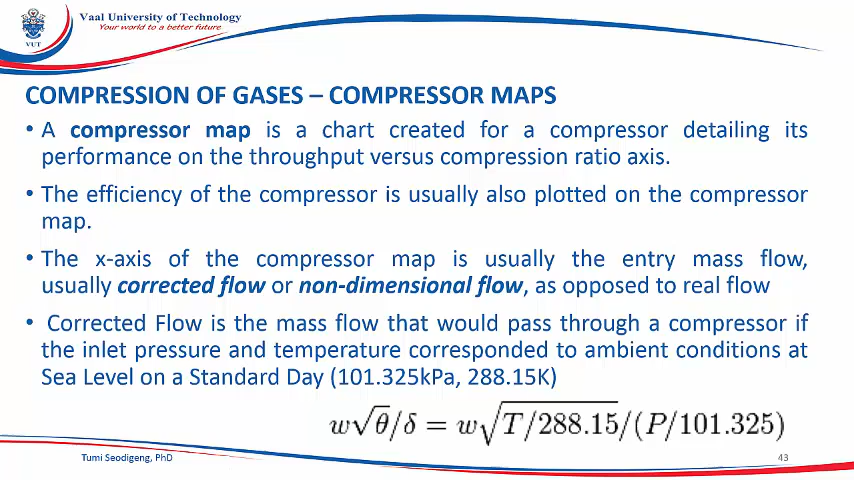 Vaal University of Technology
Your world to a better future
VUT
COMPRESSION OF GASES – COMPRESSOR MAPS
• A compressor map is a chart created for a compressor detailing its
performance on the throughput versus compression ratio axis.
• The efficiency of the compressor is usually also plotted on the compressor
map.
• The x-axis of the compressor map is usually the entry mass flow,
usually corrected flow or non-dimensional flow, as opposed to real flow
• Corrected Flow is the mass flow that would pass through a compressor if
the inlet pressure and temperature corresponded to ambient conditions at
Sea Level on a Standard Day (101.325kPa, 288.15K)
w√θ/δ = w√T/288.15/(P/101.325)
Tumi Seodigeng, PhD
43